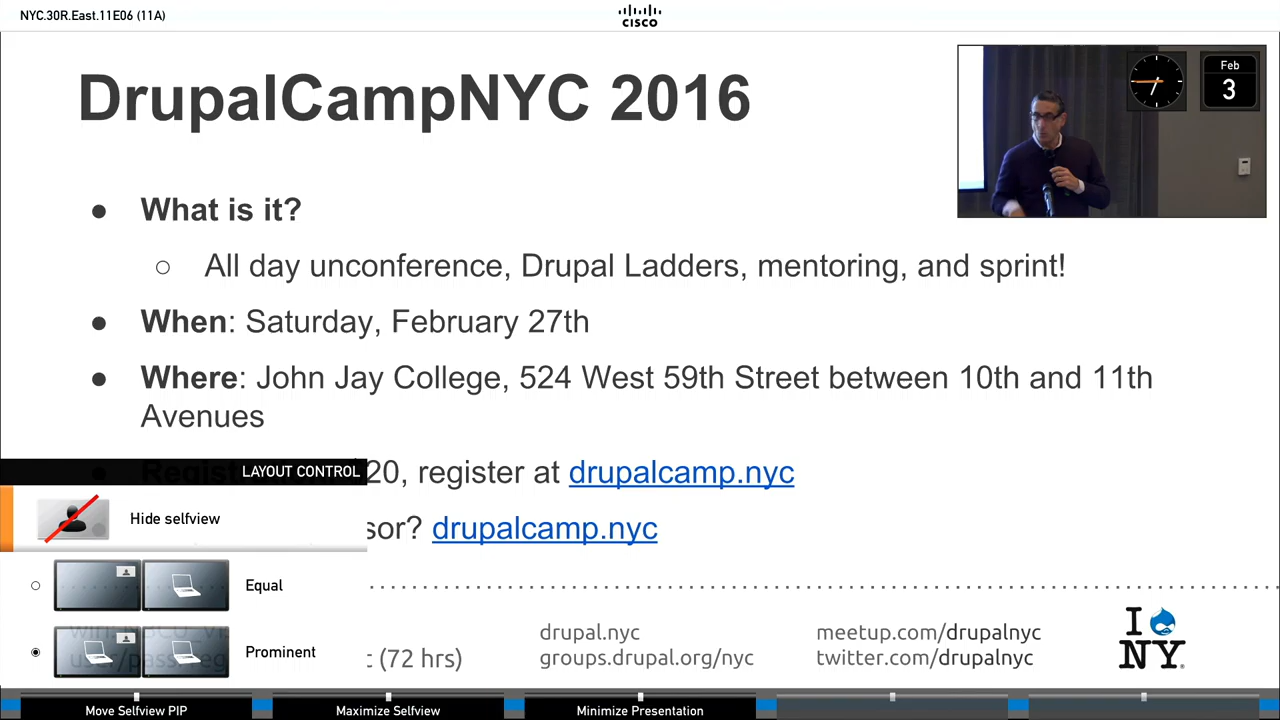 NYC.30R.East.11E06 (11A)
CISCO
DrupalCampNYC 2016
Feb
3
● What is it?
○ All day unconference, Drupal Ladders, mentoring, and sprint!
● When: Saturday, February 27th
● Where: John Jay College, 524 West 59th Street between 10th and 11th
Avenues
20, register at drupalcamp.nyc
LAYOUT CONTROL
Hide selfview
sor? drupalcamp.nyc
Equal
Prominent
(72 hrs)
drupal.nyc
groups.drupal.org/nyc
meetup.com/drupalnyc
twitter.com/drupalnyc
I
NY
Move Selfview PIP
Maximize Selfview
Minimize Presentation